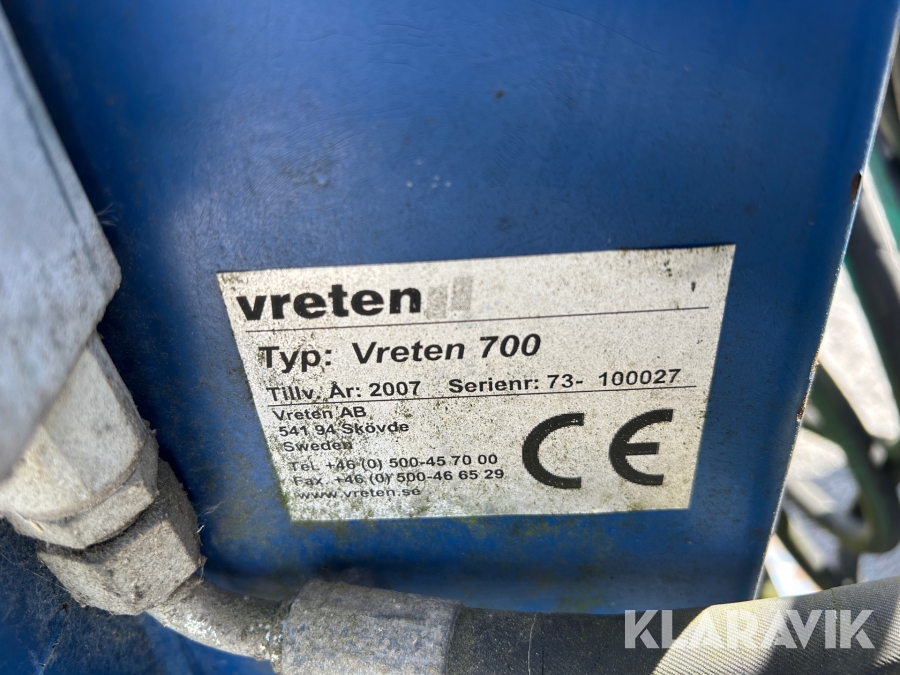 vreten
Typ: Vreten 700
Tillv. År: 2007 Serienr: 73- 100027
Vreten AB
541 94 Skövde
Sweden
Tel. +46 (0) 500-45 70 00
Fax. +46 (0) 500-46 65 29
www.vreten.se
CE
KLARAVIK